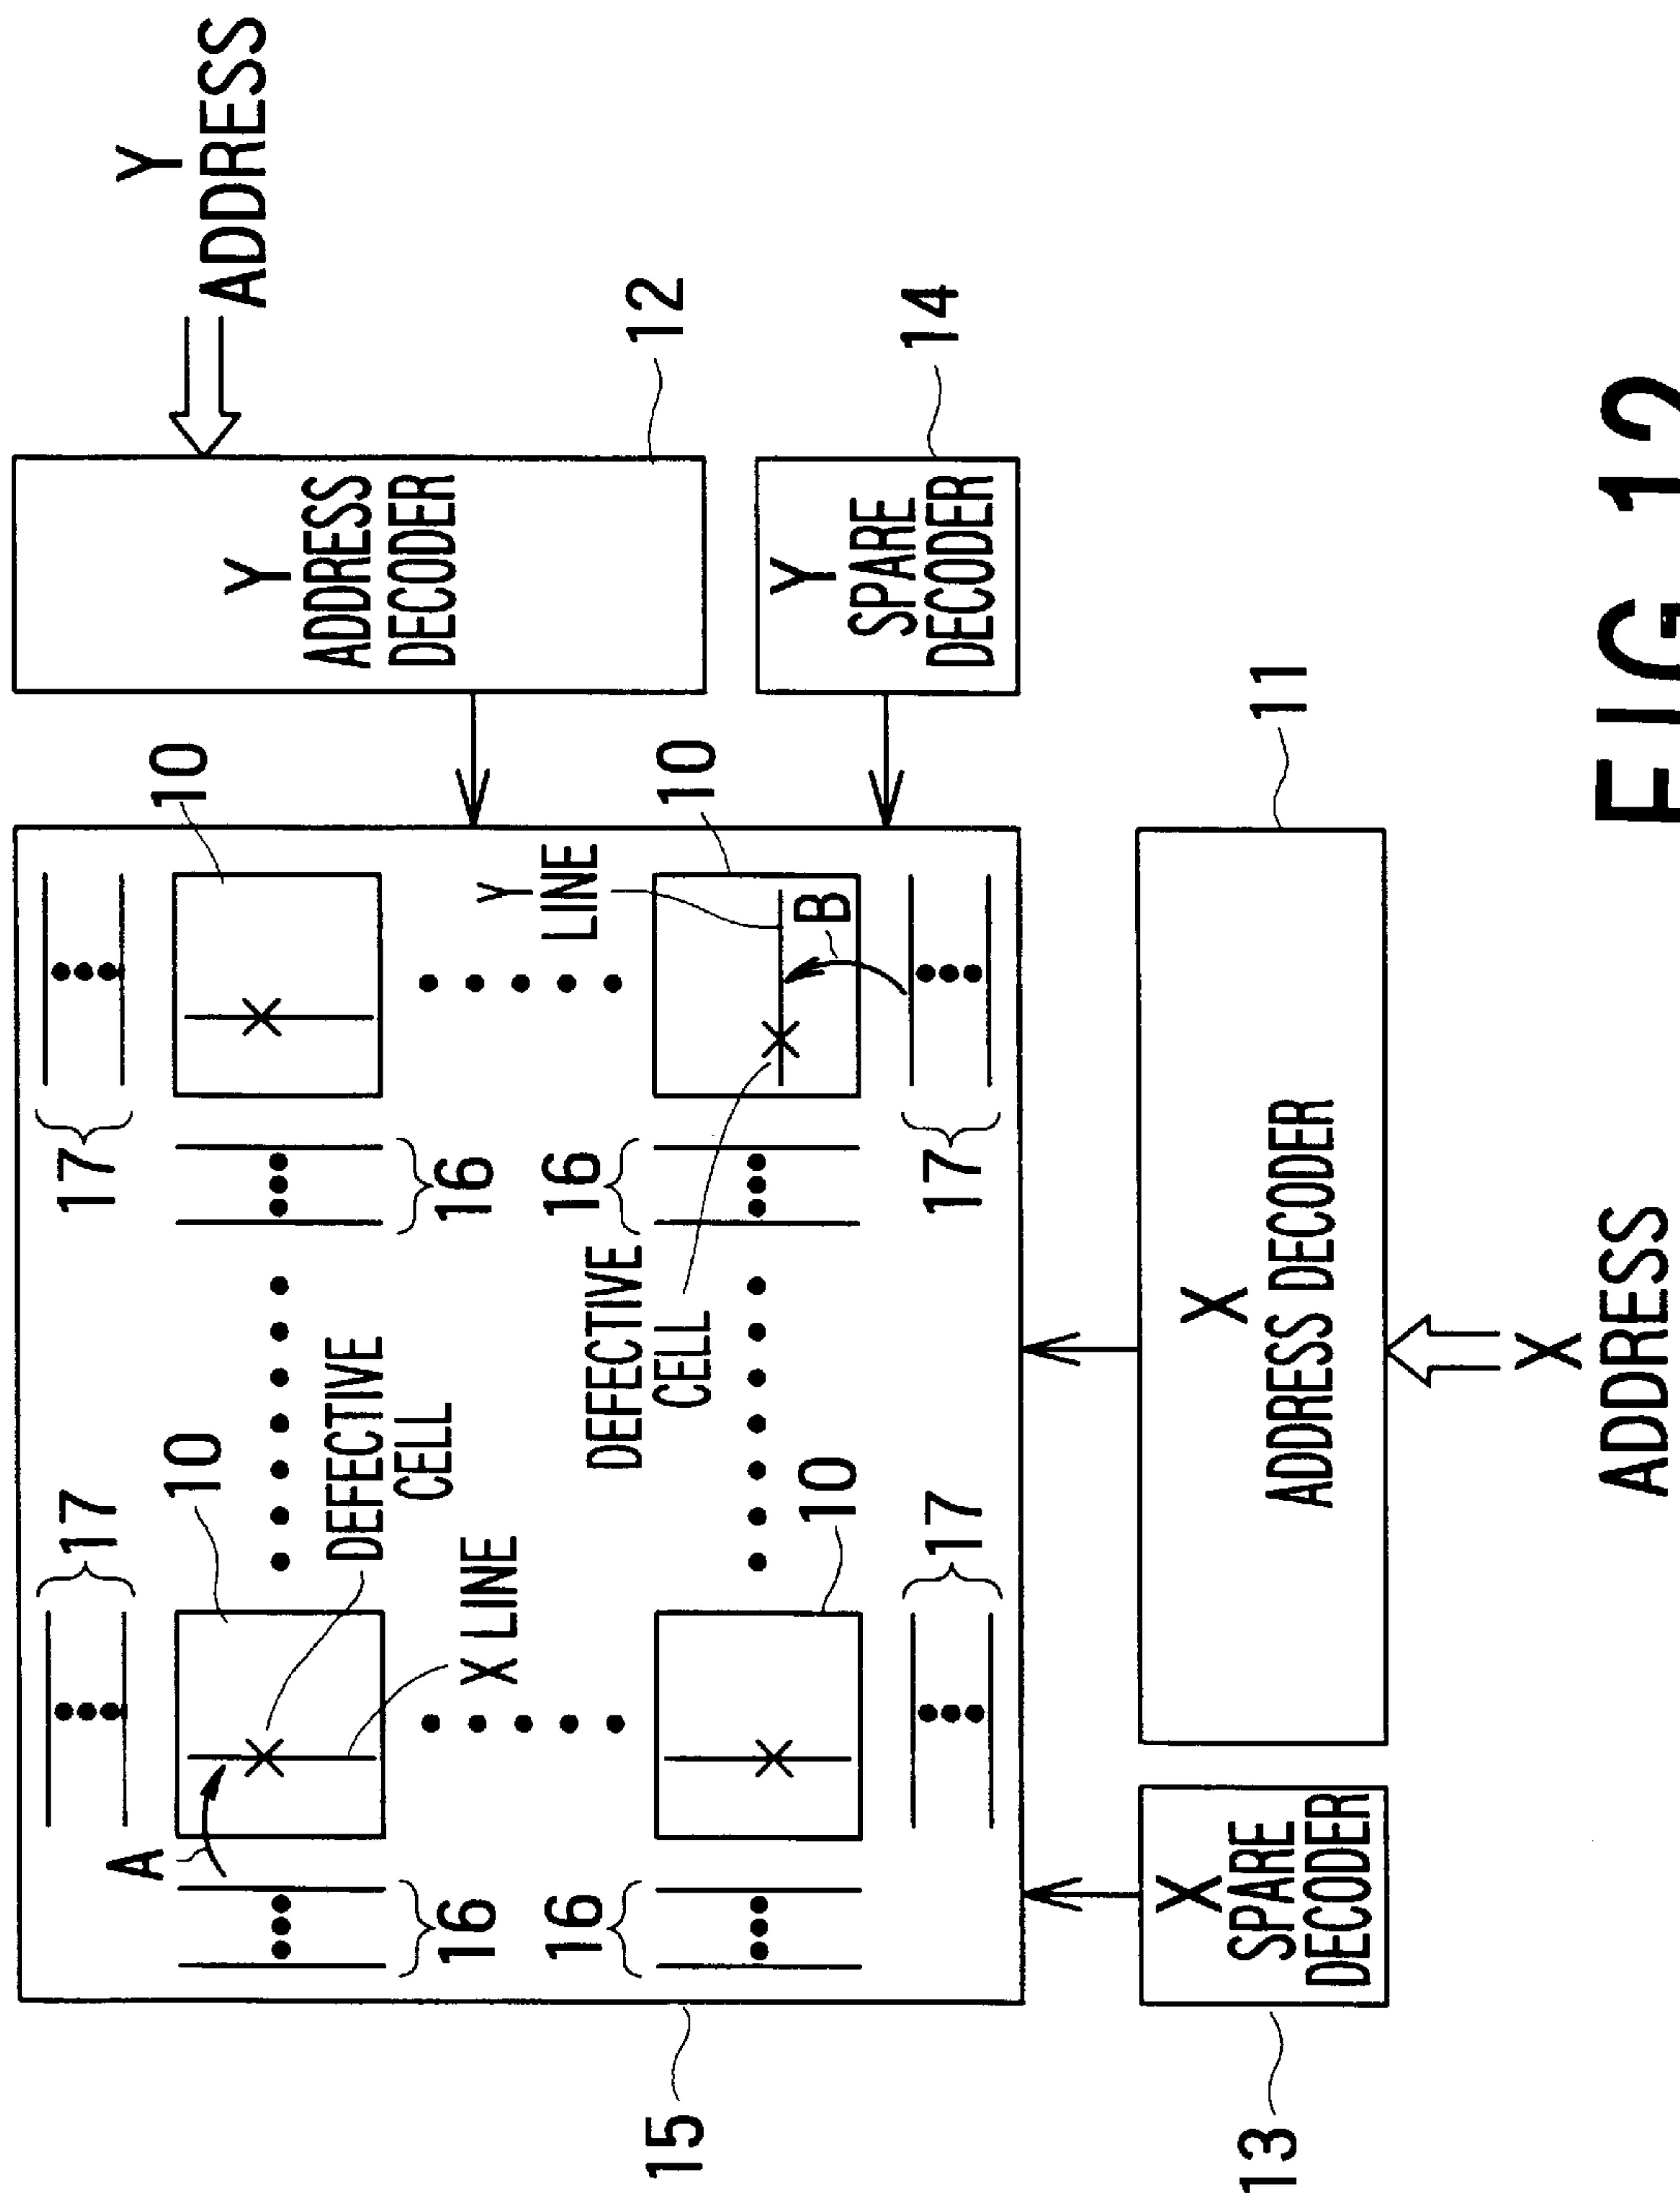 17
17
Y
ADDRESS
A
10
10
Y
ADDRESS
DECODER
DEFECTIVE
CELL
16
X LINE
16
Y
LINE
16
16
DEFECTIVE
CELL
15
10
12
10
B
Y
SPARE
DECODER
14
17
17
11
X
SPARE
DECODER
X
ADDRESS DECODER
13
X
ADDRESS
FIG.12